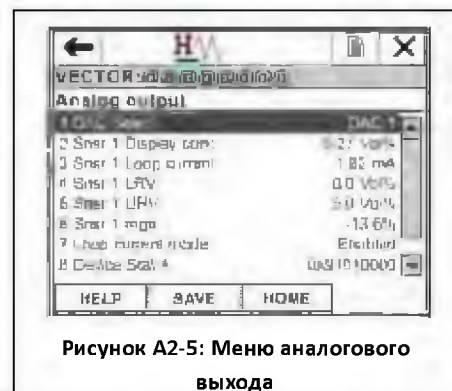 VECTOR
Analog output
DAC 1
2 Snsr 1 Display conc
3 Snsr 1 Loop current 1.82 mA
4 Snsr 1 LRV 0.0 Vol%
5 Snsr 1 URV 5.0 Vol%
6 Snsr 1 rnge -13.6%
7 Loop current mode Enabled
8 Device Stat A
HELP SAVE HOME
Рисунок А2-5: Меню аналогового
выхода